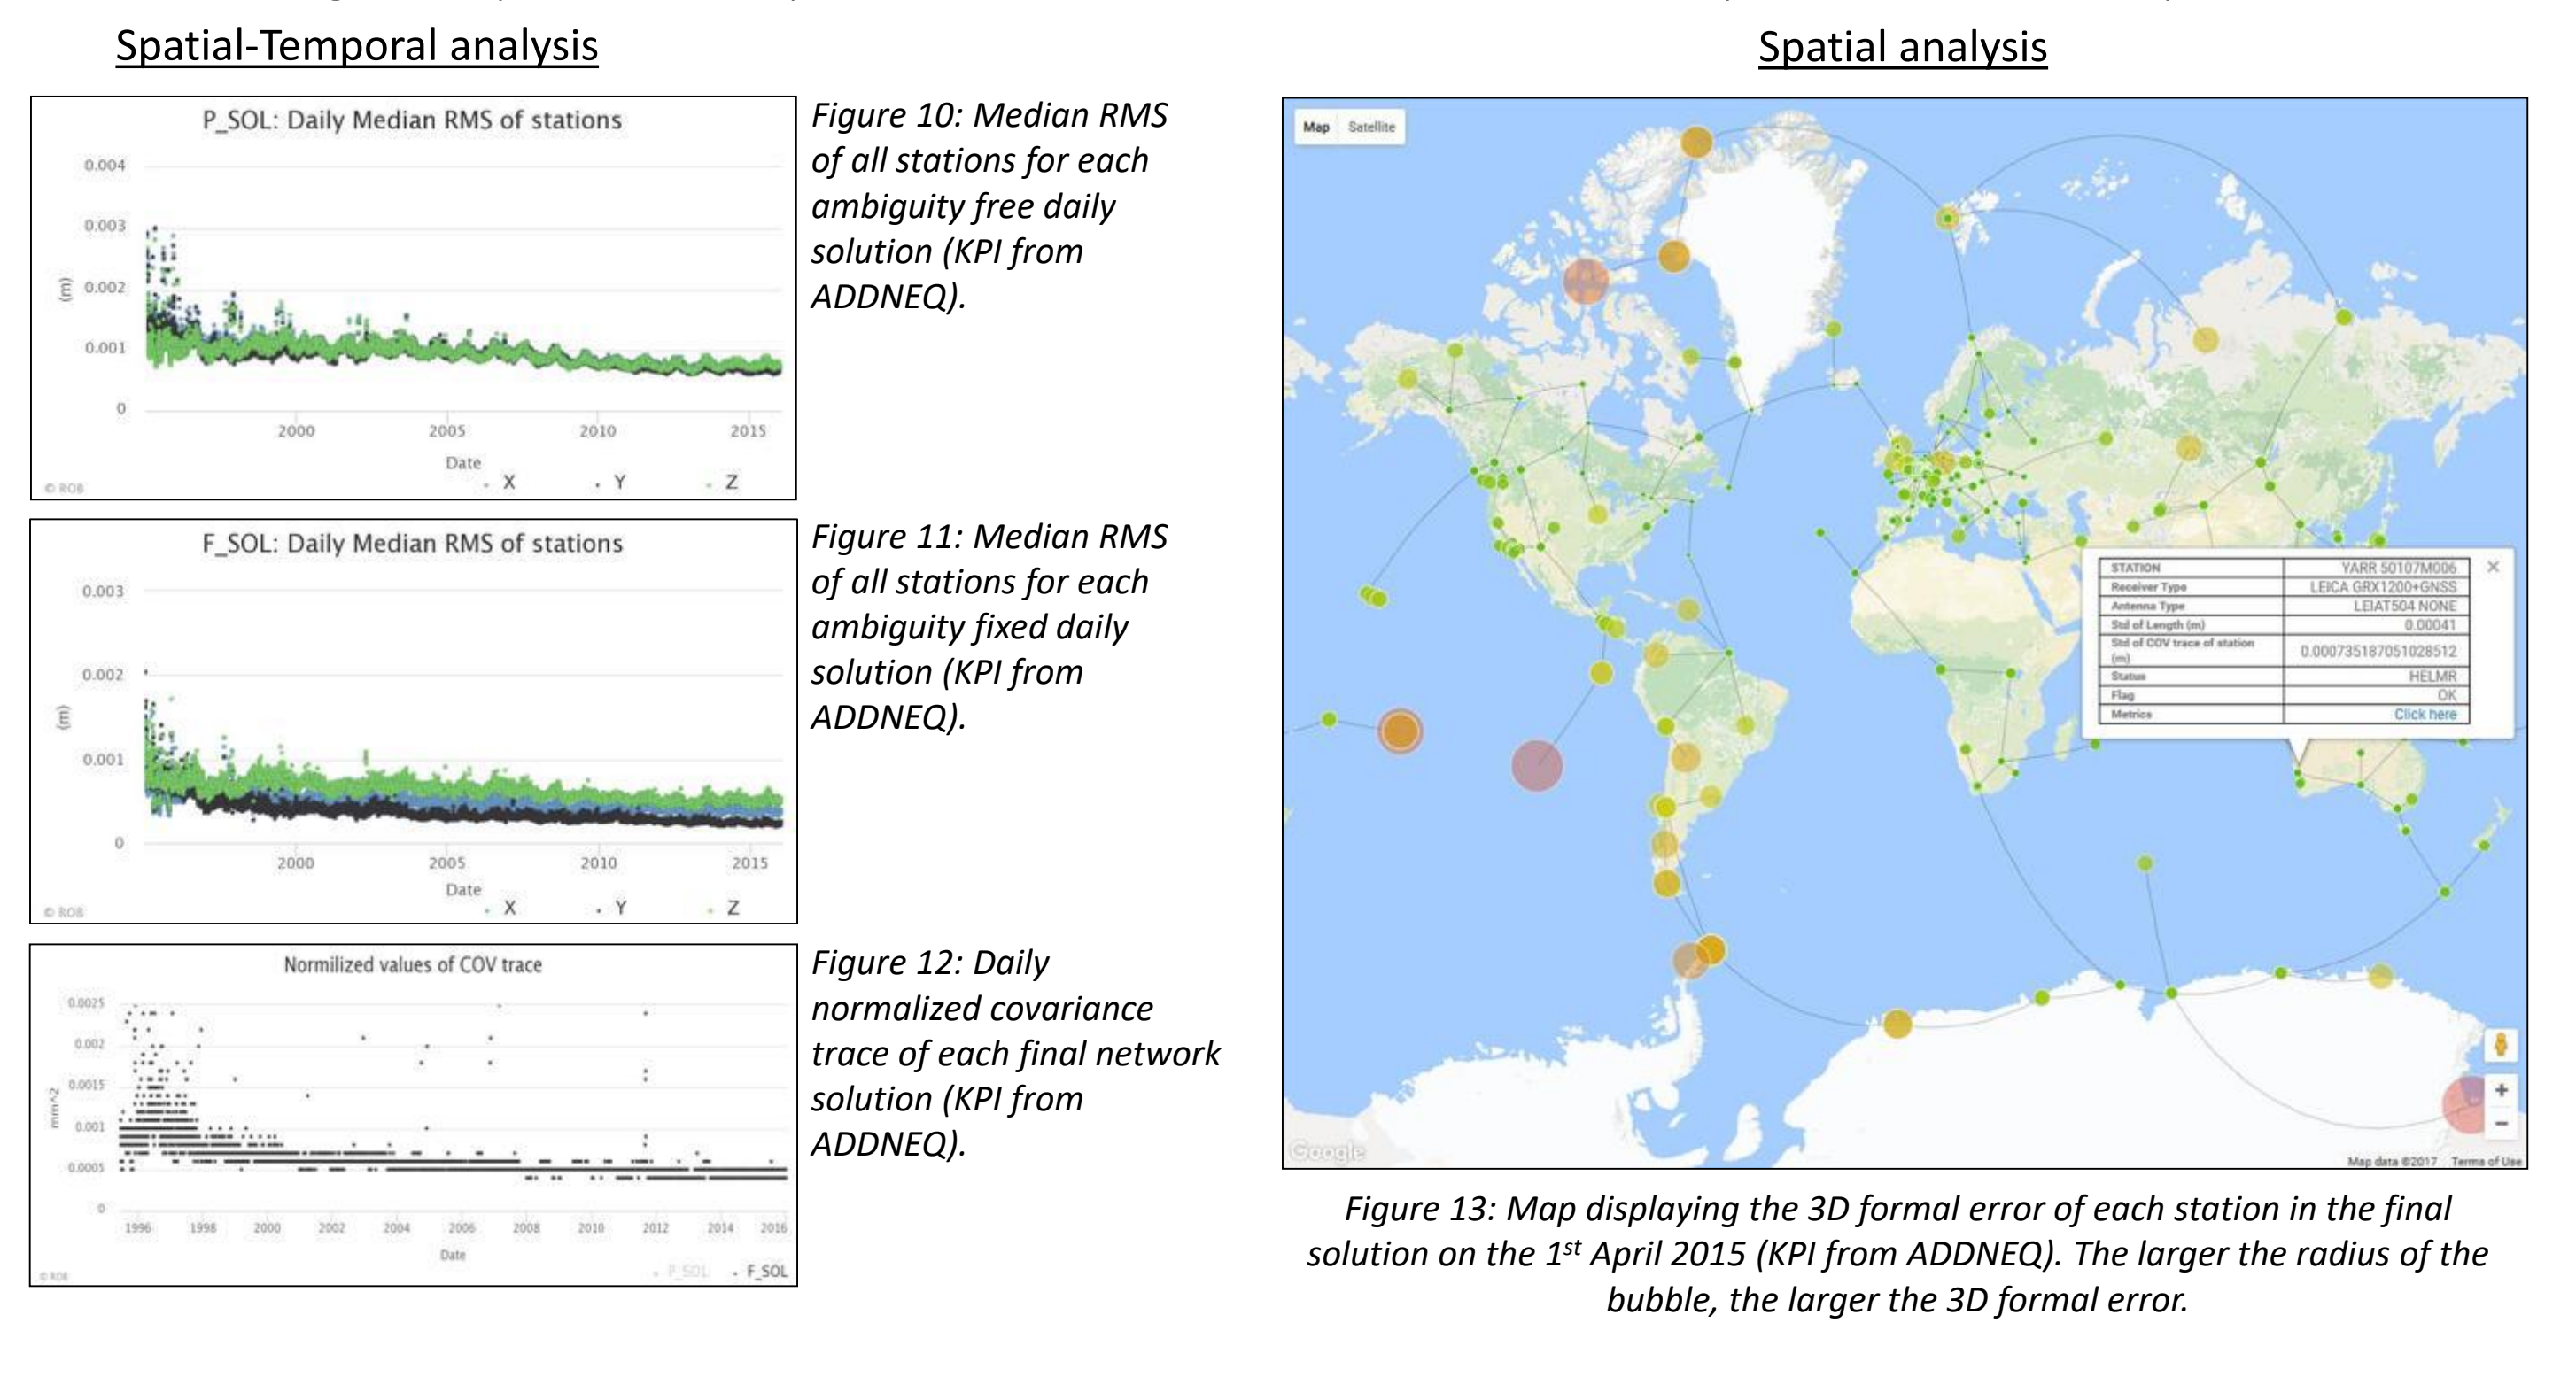 Spatial-Temporal analysis
Spatial analysis
P_SOL: Daily Median RMS of stations
0.004
0.003
0.002
0.001
0
(m)
2000 2005 2010 2015
Date
X Y Z
© ROB
Figure 10: Median RMS
of all stations for each
ambiguity free daily
solution (KPI from
ADDNEQ).
F_SOL: Daily Median RMS of stations
0.003
0.002
0.001
0
(m)
2000 2005 2010 2015
Date
X Y Z
© ROB
Figure 11: Median RMS
of all stations for each
ambiguity fixed daily
solution (KPI from
ADDNEQ).
Normilized values of COV trace
0.0025
0.002
0.0015
0.001
0.0005
0
mm^2
1996 1998 2000 2002 2004 2006 2008 2010 2012 2014 2016
Date
P_SOL F_SOL
© ROB
Figure 12: Daily
normalized covariance
trace of each final network
solution (KPI from
ADDNEQ).
Map Satellite
STATION YARR 50107M006
Receiver Type LEICA GRX1200+GNSS
Antenna Type LEIAT504 NONE
Std of Length (m) 0.00041
Std of COV trace of station
(m) 0.000735187051028512
Status HELMR
Flag OK
Metrics Click here
Google
Map data ©2017 Terms of Use
Figure 13: Map displaying the 3D formal error of each station in the final
solution on the 1st April 2015 (KPI from ADDNEQ). The larger the radius of the
bubble, the larger the 3D formal error.